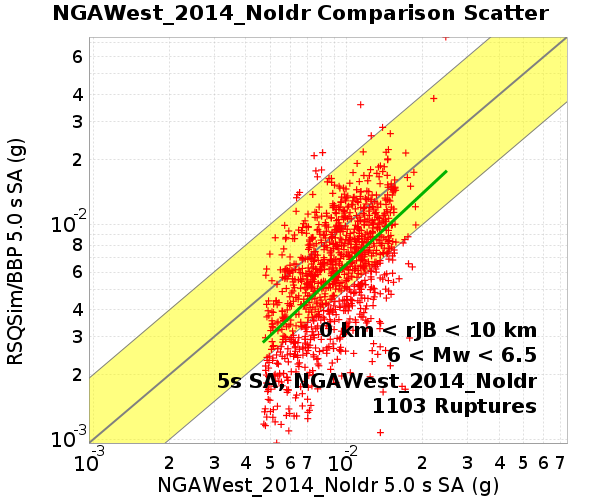 NGAWest_2014_NoIdr Comparison Scatter
RSQSim/BBP 5.0 s SA (g)
6
4
3
2
10-2
8
6
4
3
2
10-3
0 km < rJB < 10 km
6 < Mw < 6.5
5s SA, NGAWest_2014_NoIdr
1103 Ruptures
10-3 2 3 4 5 6 7 10-2 2 3 4 5 6 7
NGAWest_2014_NoIdr 5.0 s SA (g)